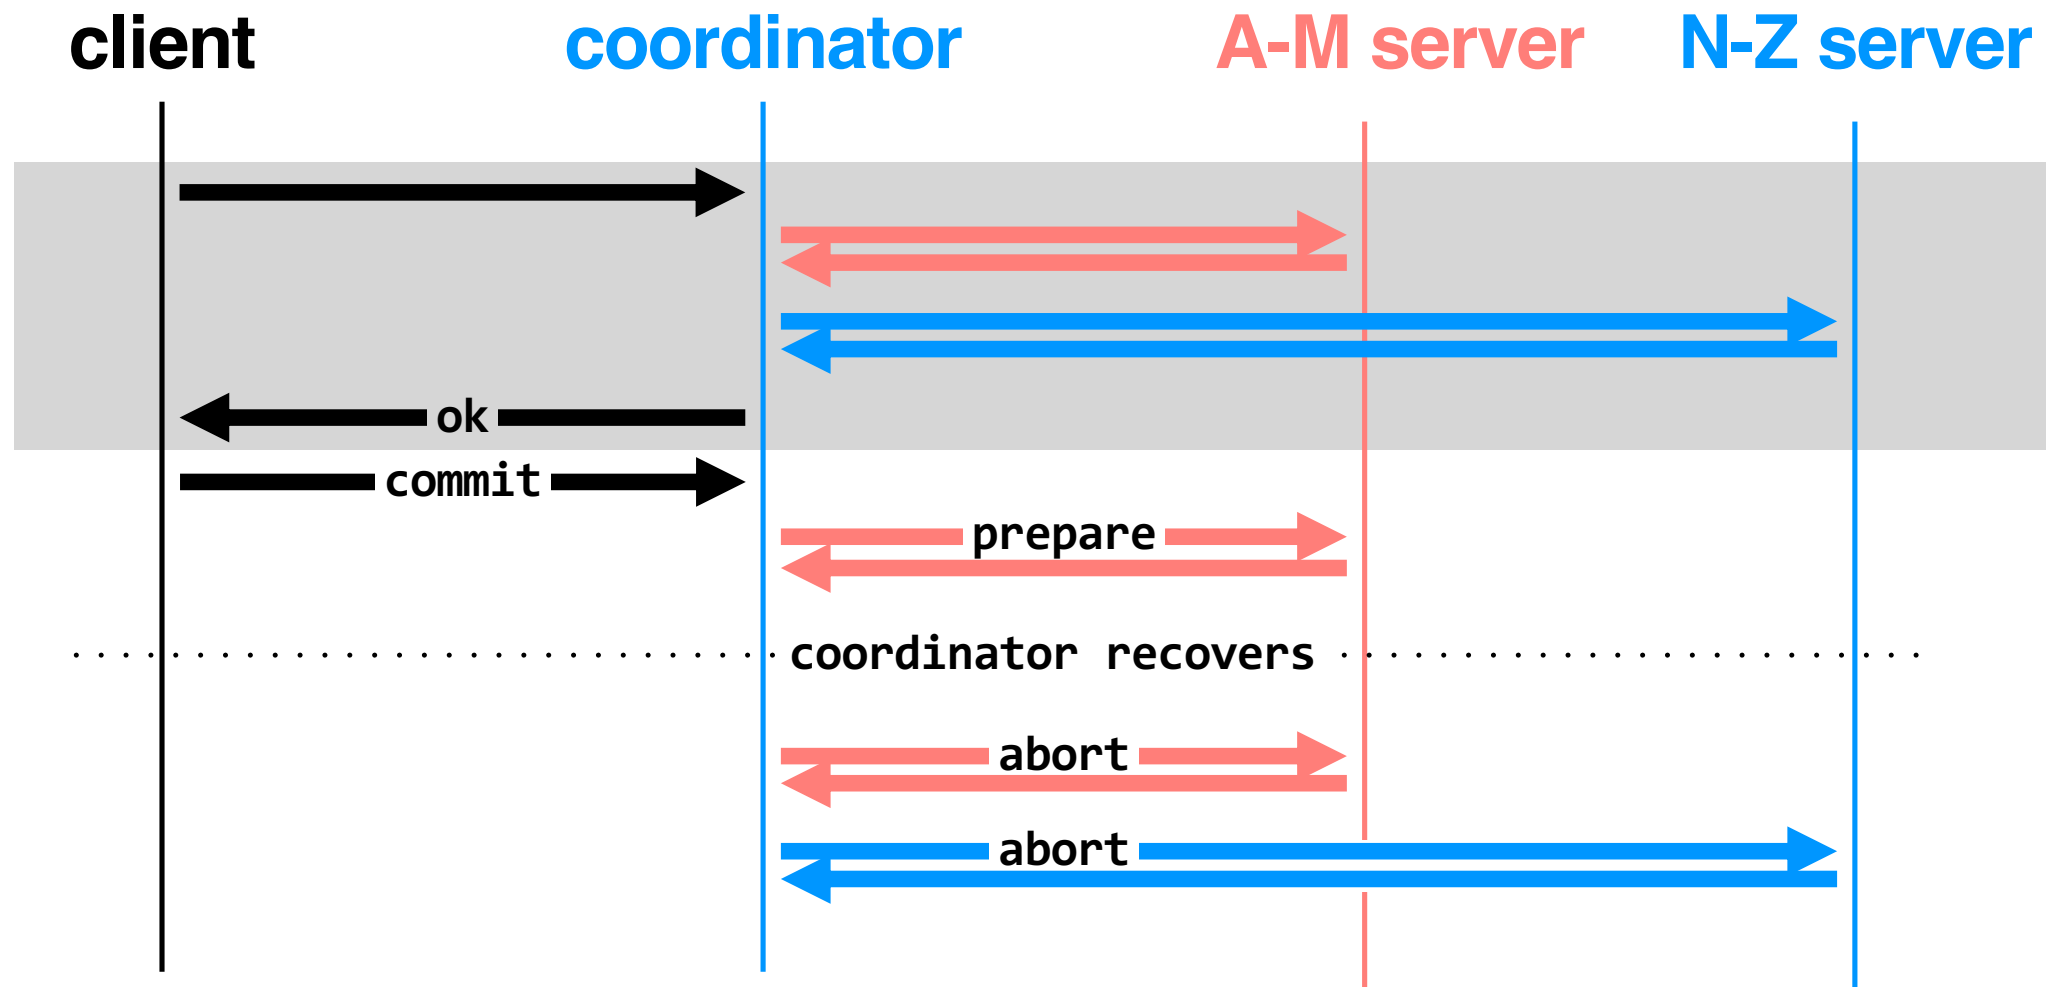 client
coordinator
A-M server
N-Z server
ok
commit
prepare
coordinator recovers
abort
abort